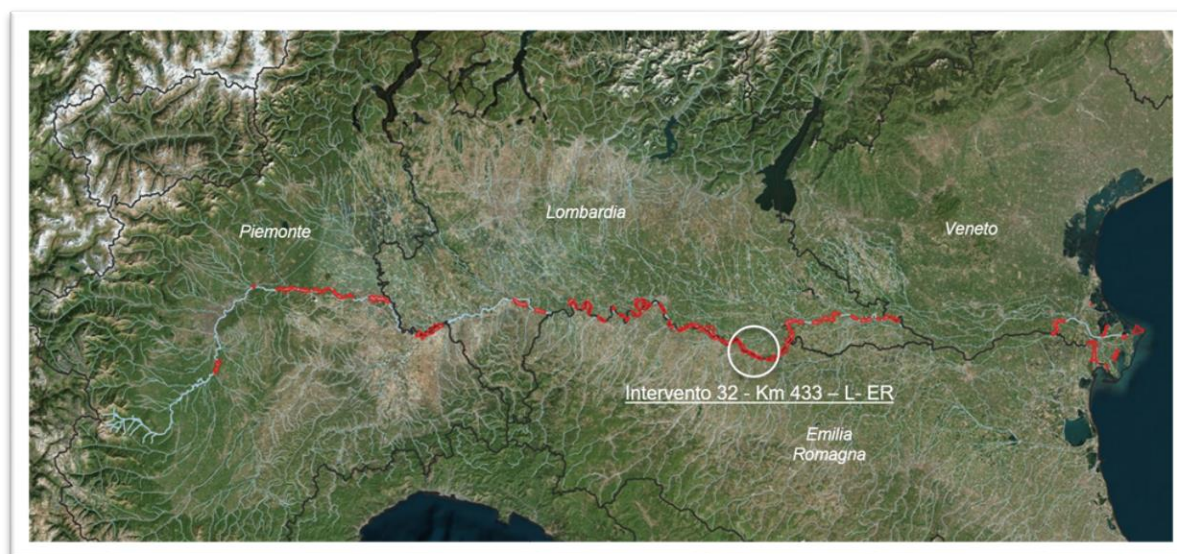 Lombardia
Piemonte
Veneto
Intervento 32 - Km 433 – L- ER
Emilia
Romagna